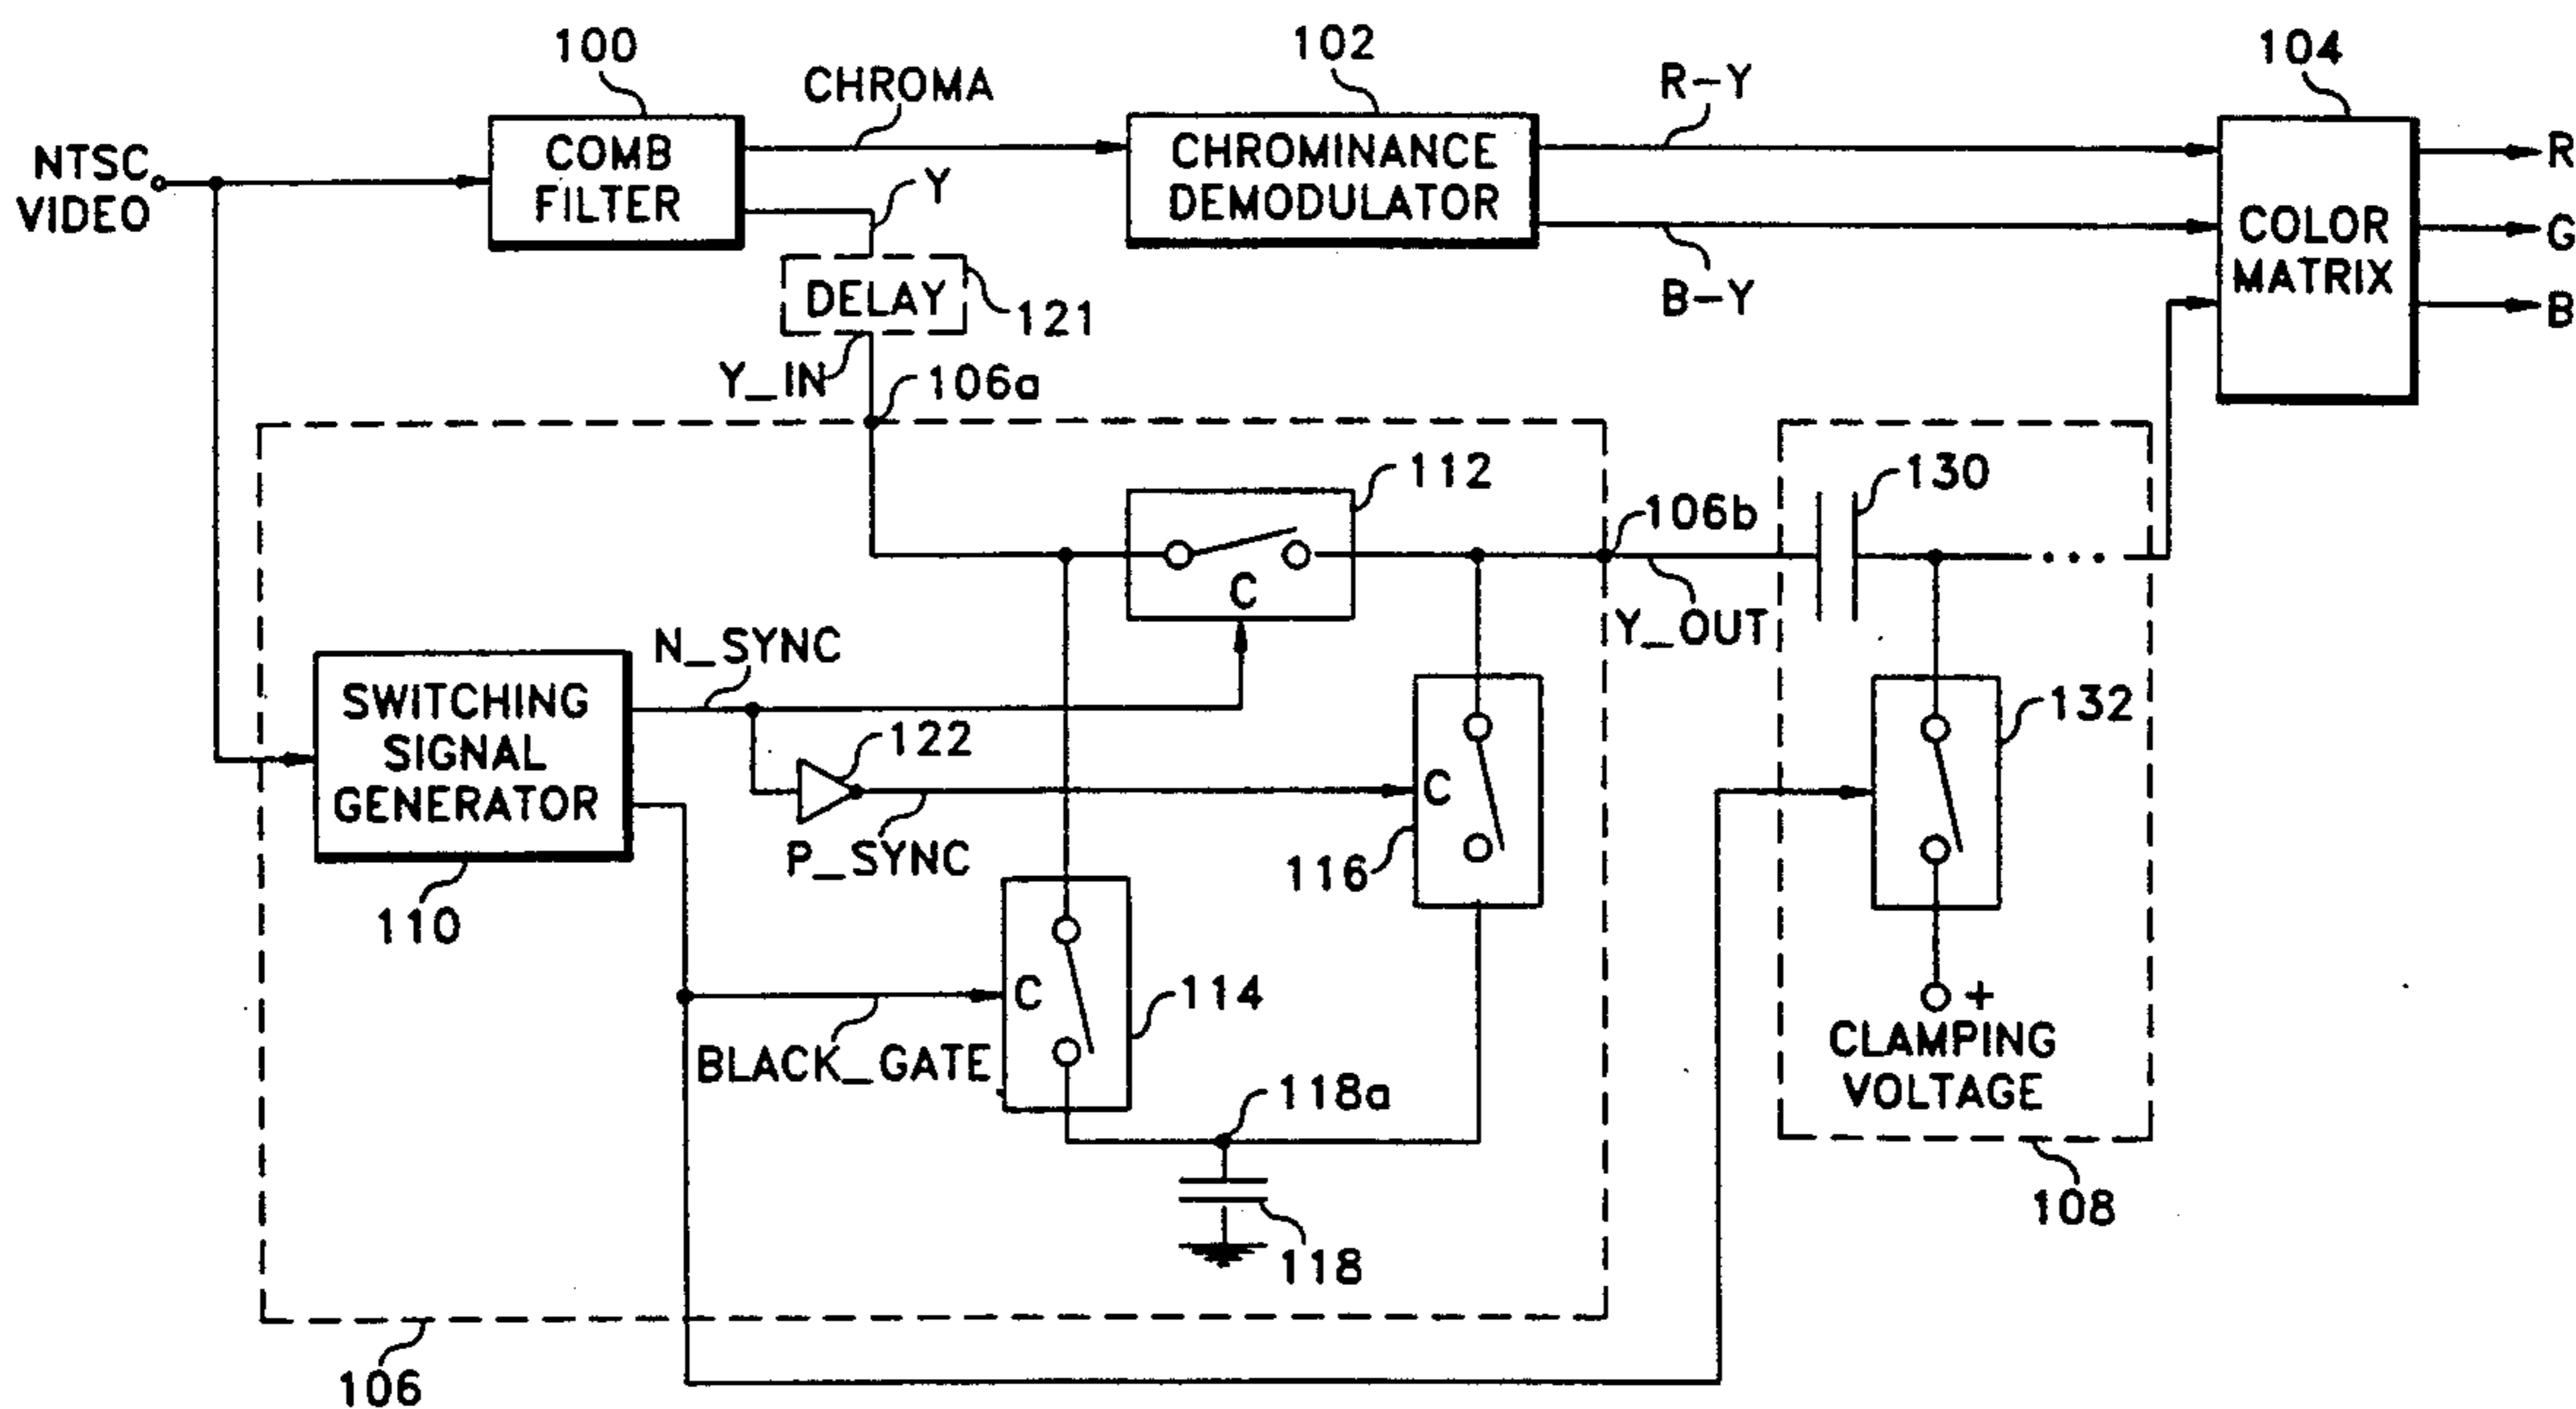 100
102
104
CHROMA
R-Y
NTSC
VIDEO
COMB
FILTER
CHROMINANCE
DEMODULATOR
COLOR
MATRIX
R
G
B
Y
B-Y
DELAY
121
Y_IN
106a
112
130
106b
C
Y_OUT
N_SYNC
SWITCHING
SIGNAL
GENERATOR
122
132
C
P_SYNC
116
110
C
114
BLACK_GATE
+
CLAMPING
VOLTAGE
118a
108
118
106